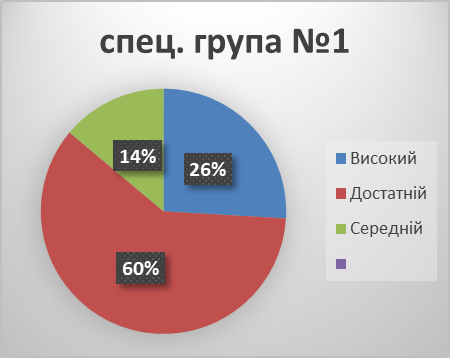 спец. група №1
14%
26%
60%
Високий
Достатній
Середній